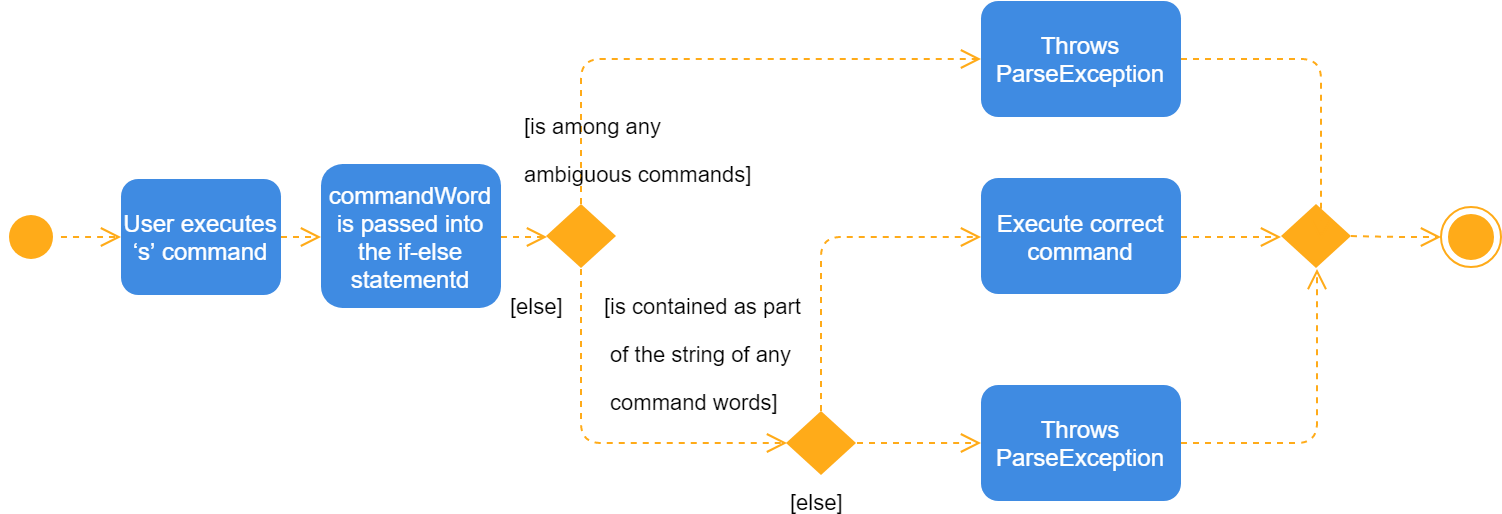 User executes
‘s’ command
commandWord
is passed into
the if-else
statementd
[is among any
ambiguous commands]
Throws
ParseException
[else]
[is contained as part
of the string of any
command words]
Execute correct
command
[else]
Throws
ParseException